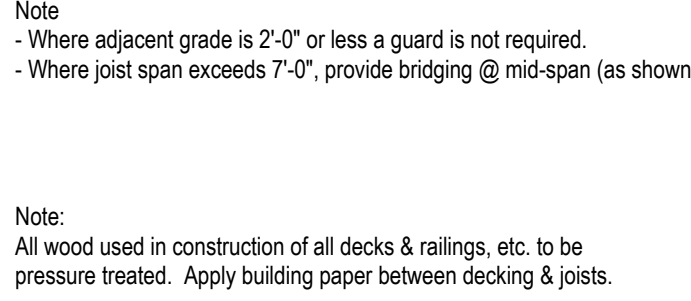 Note
- Where adjacent grade is 2'-0" or less a guard is not required.
- Where joist span exceeds 7'-0", provide bridging @ mid-span (as shown
Note:
All wood used in construction of all decks & railings, etc. to be
pressure treated.  Apply building paper between decking & joists.